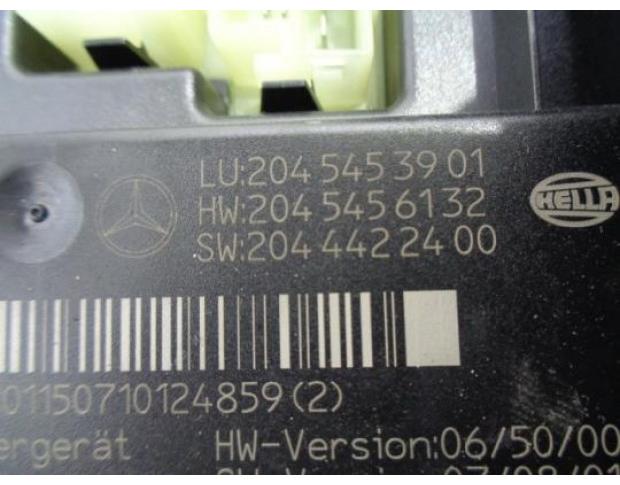 LU:204 545 39 01
HW:204 545 61 32
SW:204 442 24 00
HELLA
01150710124859(2)
ergerät HW-Version:06/50/00